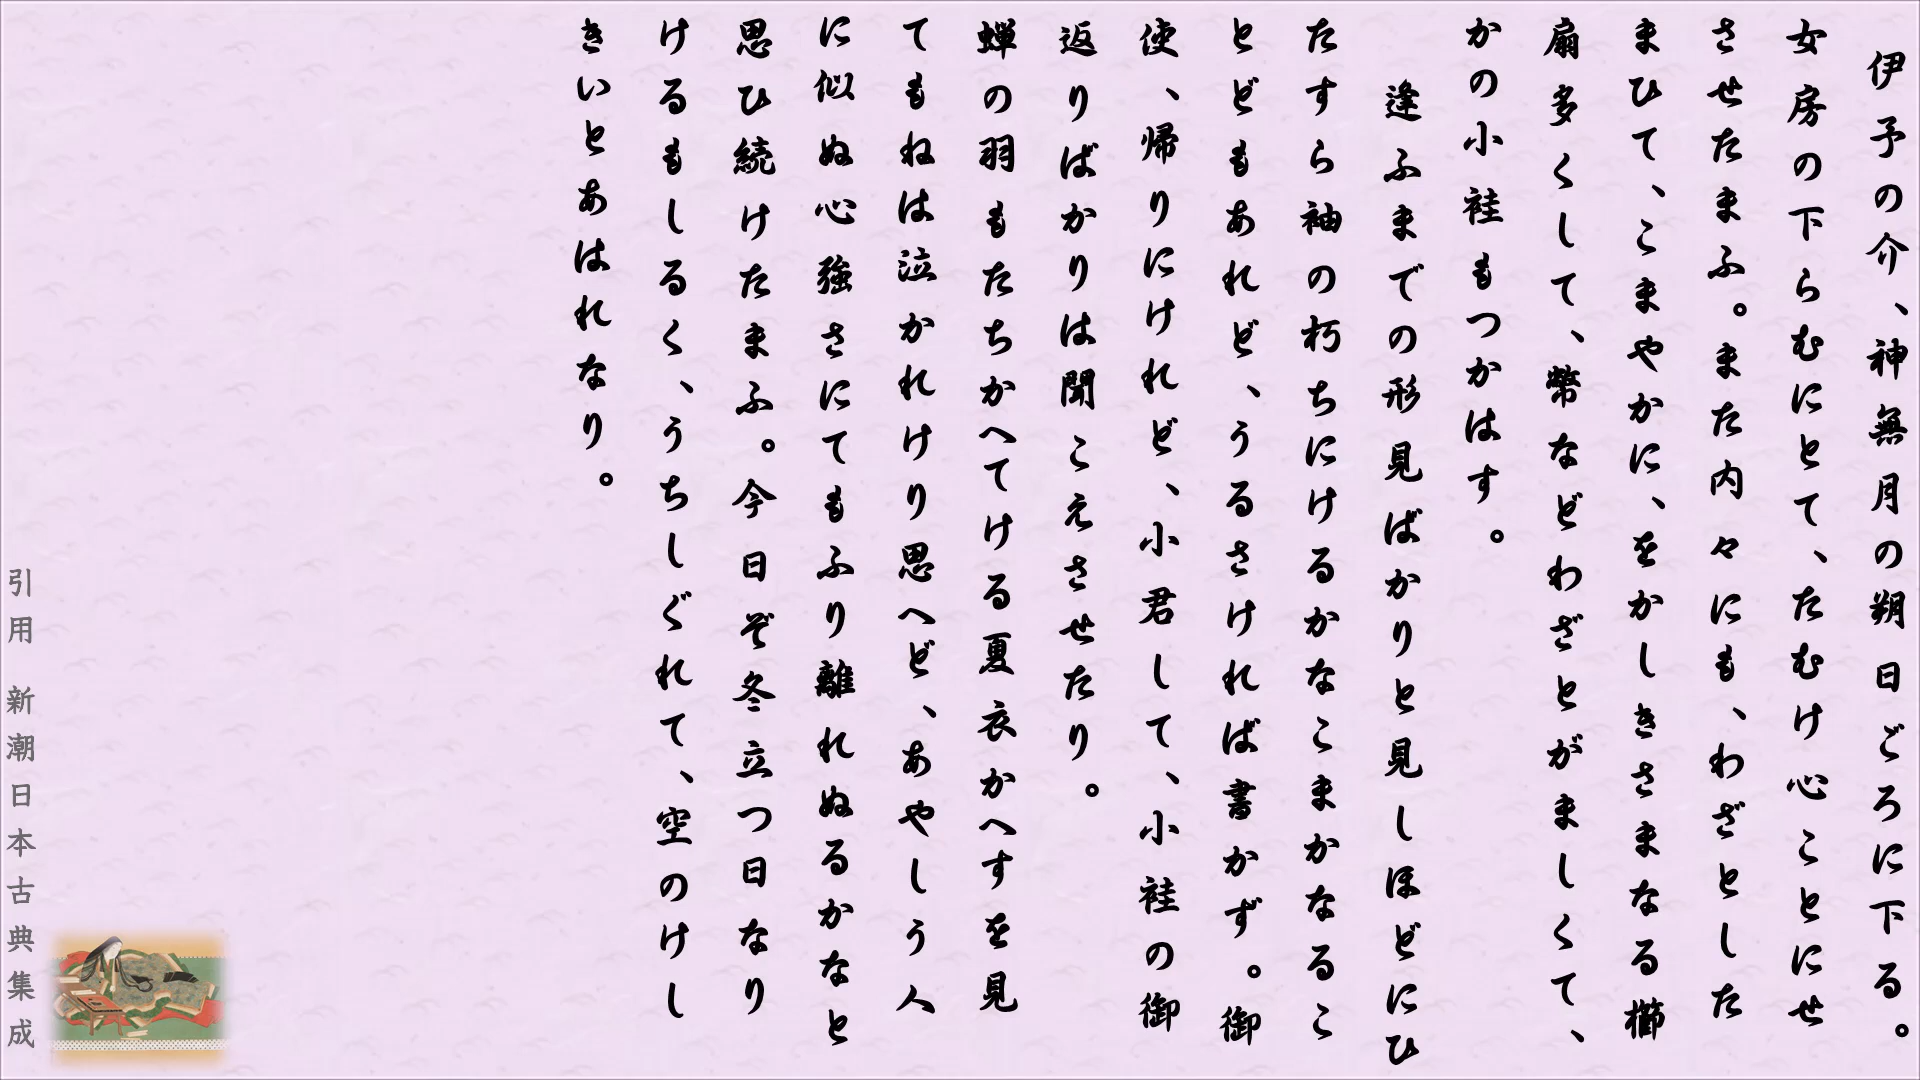 伊予の介、神無月の朔日ごろに下る。
女房の下らむにとて、たむけ心ことにせ
させたまふ。また内々にも、わざとした
まひて、こまやかに、をかしきさまなる櫛
扇多くして、幣などわざとがましくて、
かの小袿もつかはす。
逢ふまでの形見ばかりと見しほどにひ
たすら袖の朽ちにけるかなこまかなるこ
とどもあれど、うるさければ書かず。御
使、帰りにけれど、小君して、小袿の御
返りばかりは聞こえさせたり。
蝉の羽もたちかへてける夏衣かへすを見
てもねは泣かれけり思へど、あやしう人
に似ぬ心強さにてもふり離れぬるかなと
思ひ続けたまふ。今日ぞ冬立つ日なり
けるもしるく、うちしぐれて、空のけし
きいとあはれなり。
引用 新潮日本古典集成